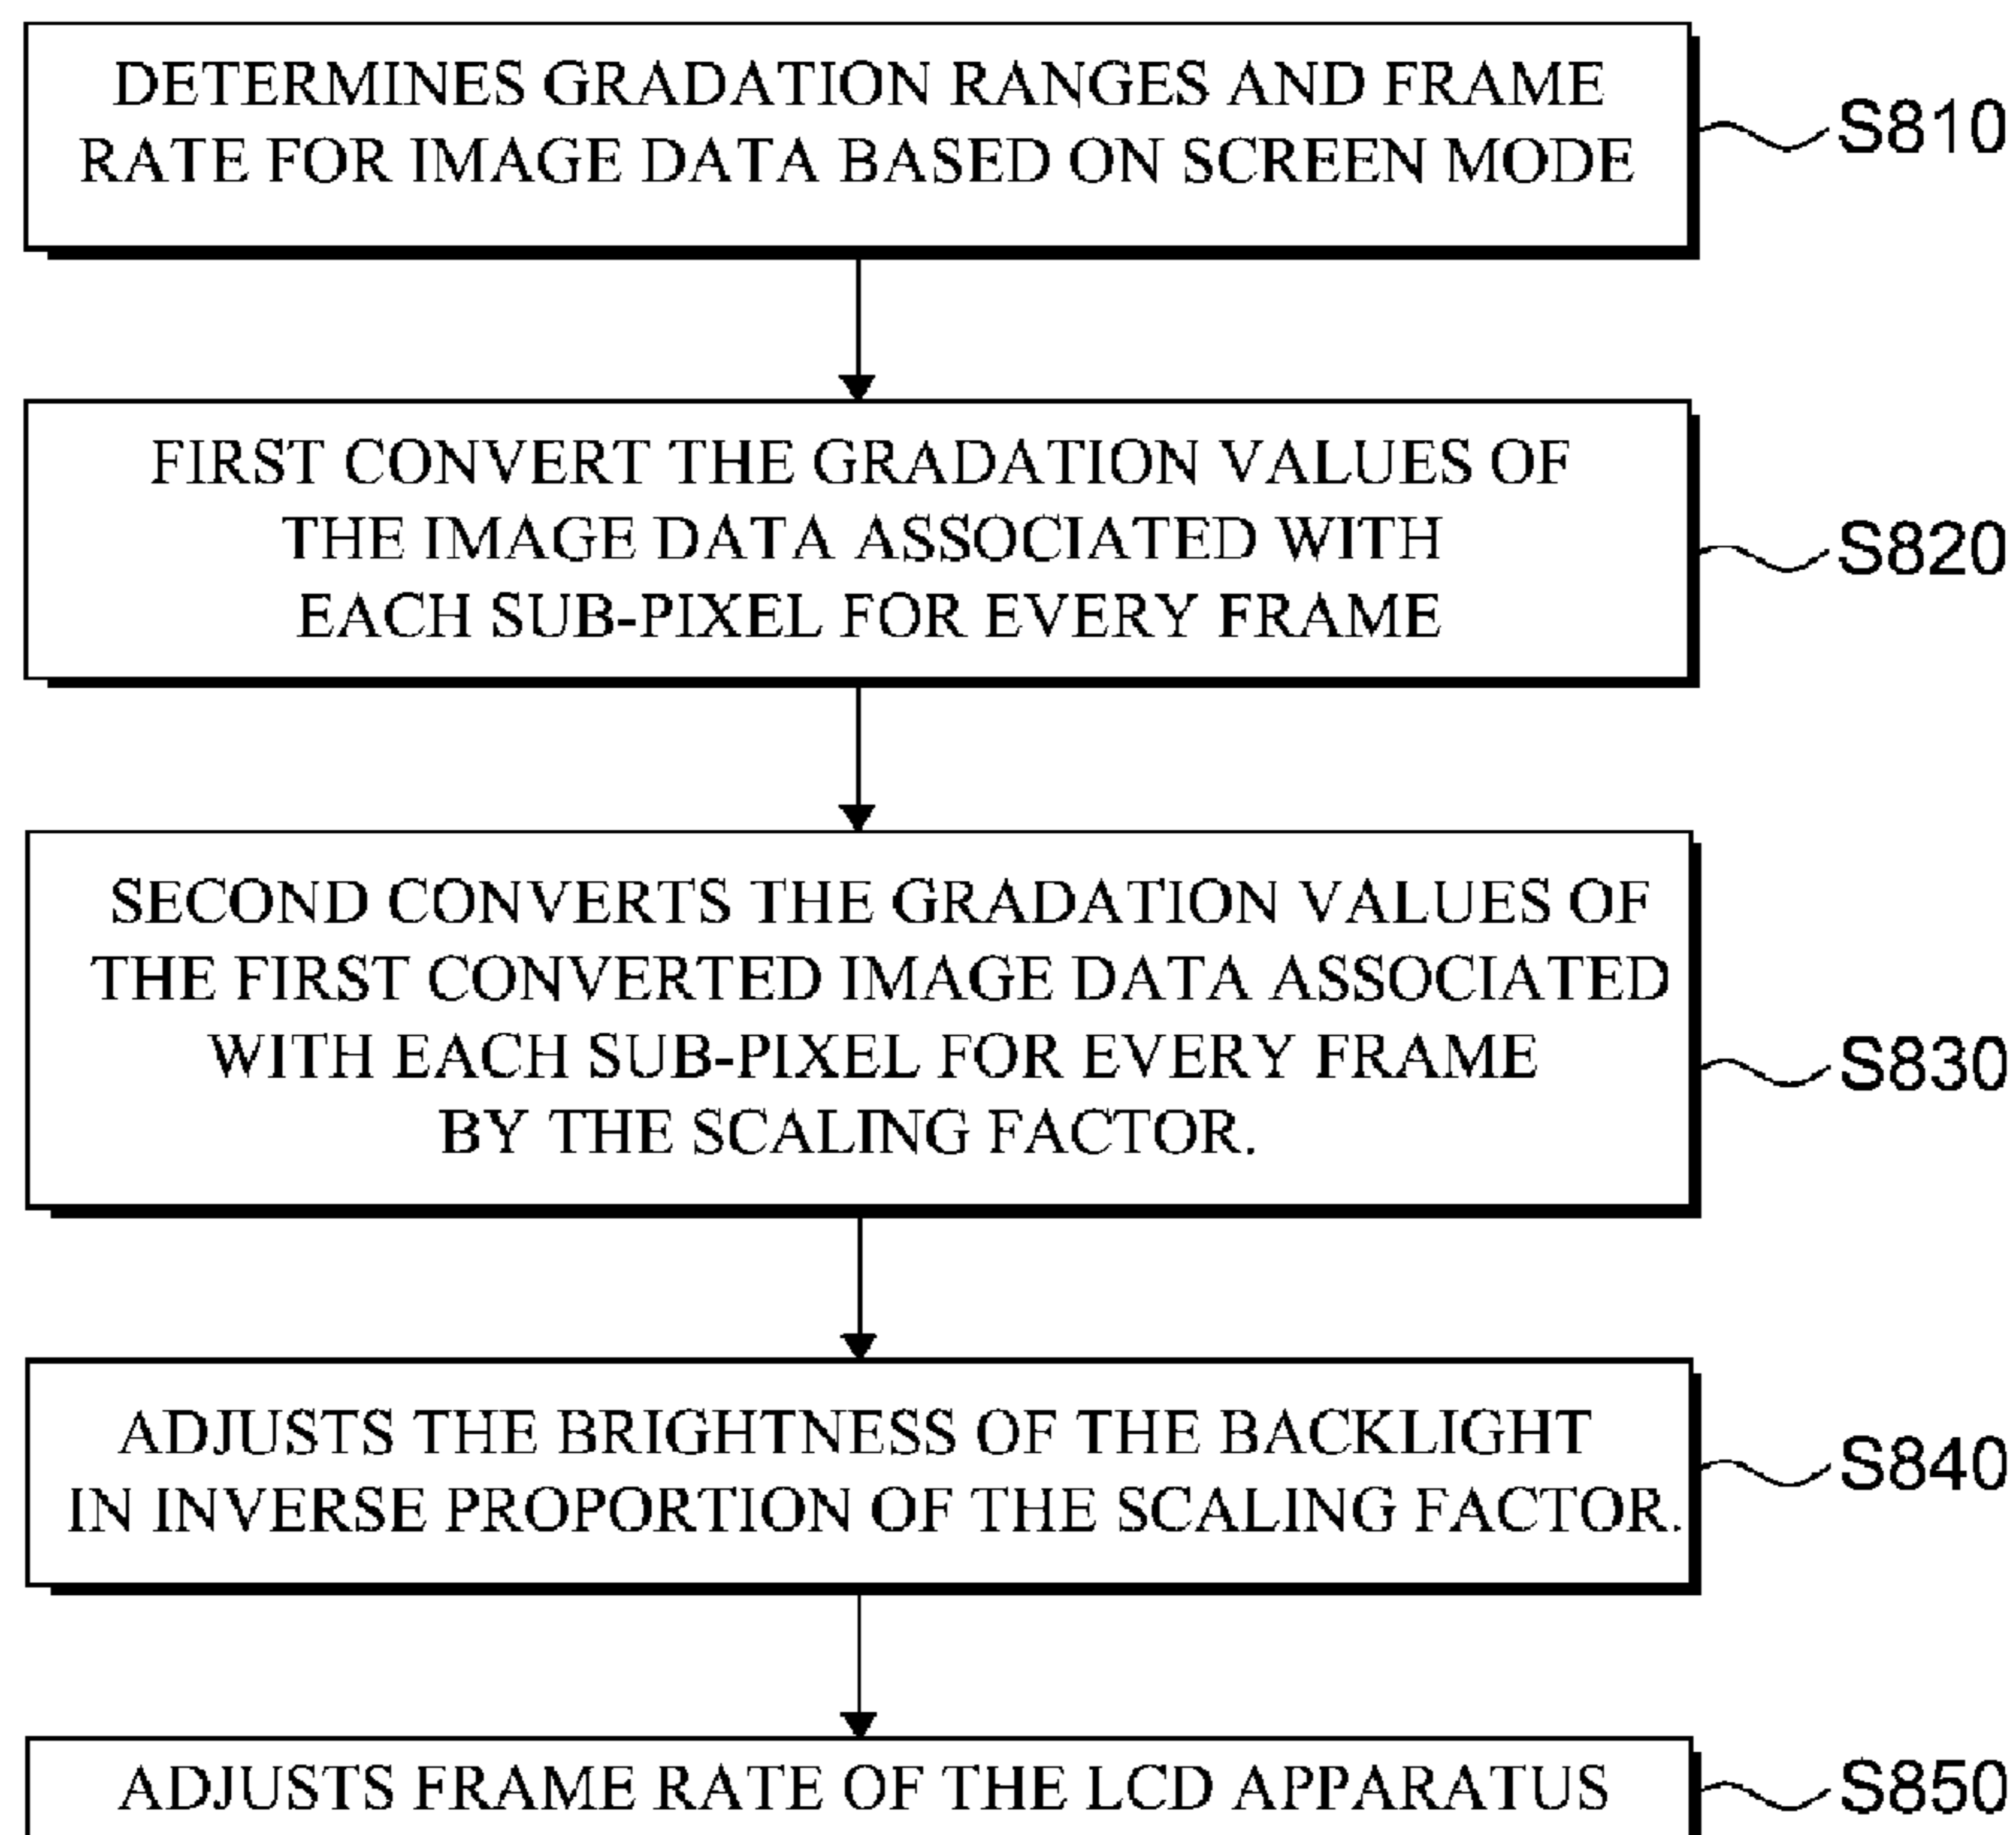 DETERMINES GRADATION RANGES AND FRAME
RATE FOR IMAGE DATA BASED ON SCREEN MODE
S810
FIRST CONVERT THE GRADATION VALUES OF
THE IMAGE DATA ASSOCIATED WITH
EACH SUB-PIXEL FOR EVERY FRAME
S820
SECOND CONVERTS THE GRADATION VALUES OF
THE FIRST CONVERTED IMAGE DATA ASSOCIATED
WITH EACH SUB-PIXEL FOR EVERY FRAME
BY THE SCALING FACTOR.
S830
ADJUSTS THE BRIGHTNESS OF THE BACKLIGHT
IN INVERSE PROPORTION OF THE SCALING FACTOR.
S840
ADJUSTS FRAME RATE OF THE LCD APPARATUS
S850